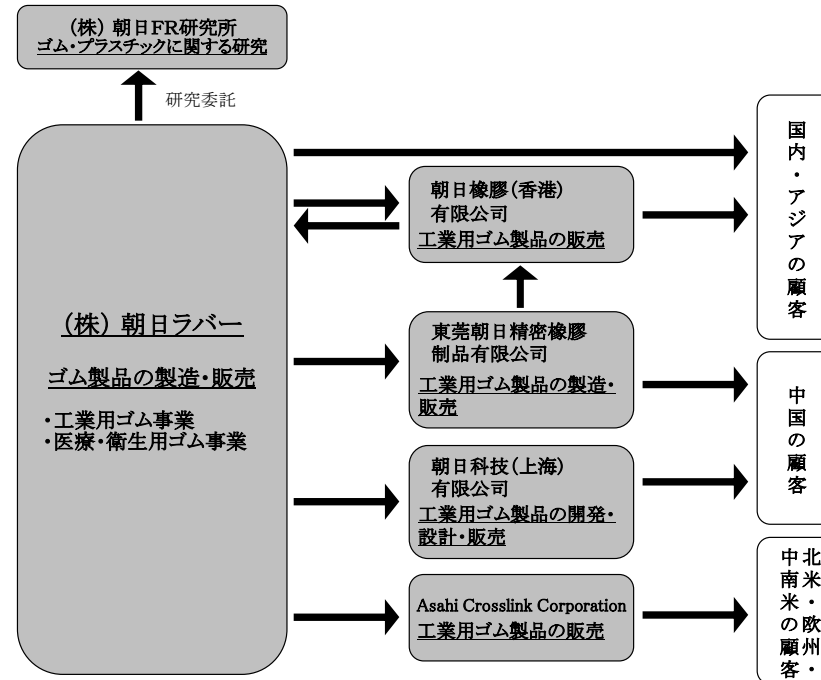 (株) 朝日FR研究所
ゴム・プラスチックに関する研究
研究委託
(株) 朝日ラバー
ゴム製品の製造・販売
・工業用ゴム事業
・医療・衛生用ゴム事業
朝日橡膠(香港)
有限公司
工業用ゴム製品の販売
東莞朝日精密橡膠
制品有限公司
工業用ゴム製品の製造・
販売
朝日科技(上海)
有限公司
工業用ゴム製品の開発・
設計・販売
Asahi Crosslink Corporation
工業用ゴム製品の販売
国内・アジアの顧客
中国の顧客
北米・欧州・
中南米の顧客